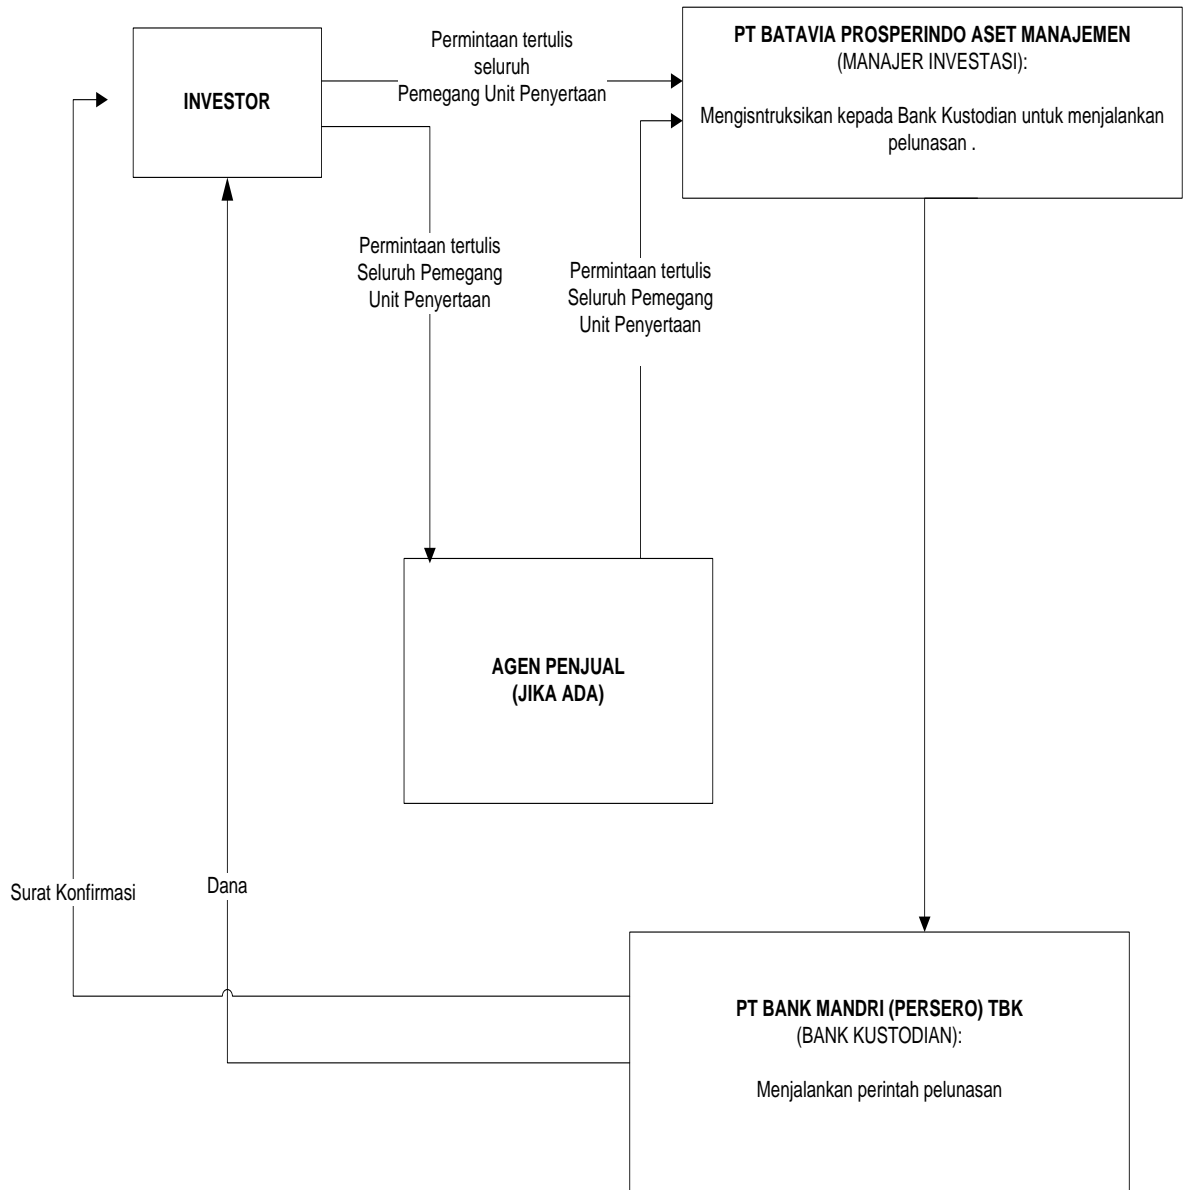 Permintaan tertulis
seluruh
Pemegang Unit Penyertaan
INVESTOR
PT BATAVIA PROSPERINDO ASET MANAJEMEN
(MANAJER INVESTASI):
Mengisntruksikan kepada Bank Kustodian untuk menjalankan
pelunasan .
Permintaan tertulis
Seluruh Pemegang
Unit Penyertaan
Permintaan tertulis
Seluruh Pemegang
Unit Penyertaan
AGEN PENJUAL
(JIKA ADA)
Surat Konfirmasi
Dana
PT BANK MANDRI (PERSERO) TBK
(BANK KUSTODIAN):
Menjalankan perintah pelunasan